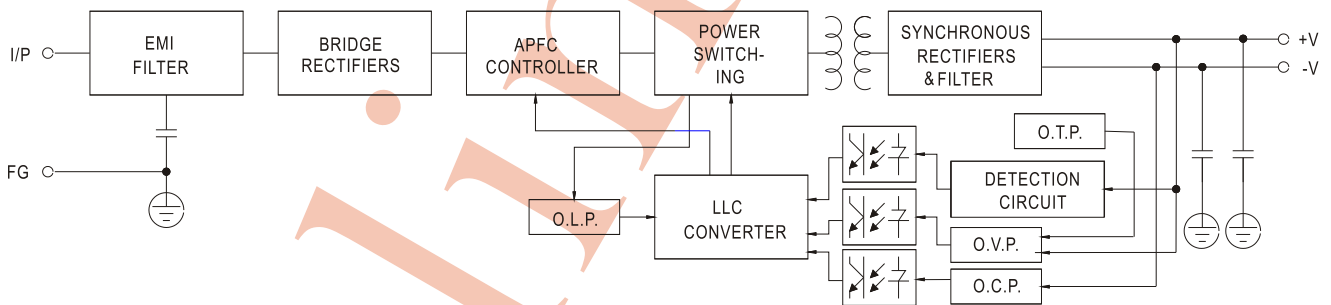 I/P
EMI
FILTER
BRIDGE
RECTIFIERS
APFC
CONTROLLER
POWER
SWITCH-
ING
SYNCHRONOUS
RECTIFIERS
&FILTER
+V
-V
FG
O.L.P.
LLC
CONVERTER
O.T.P.
DETECTION
CIRCUIT
O.V.P.
O.C.P.